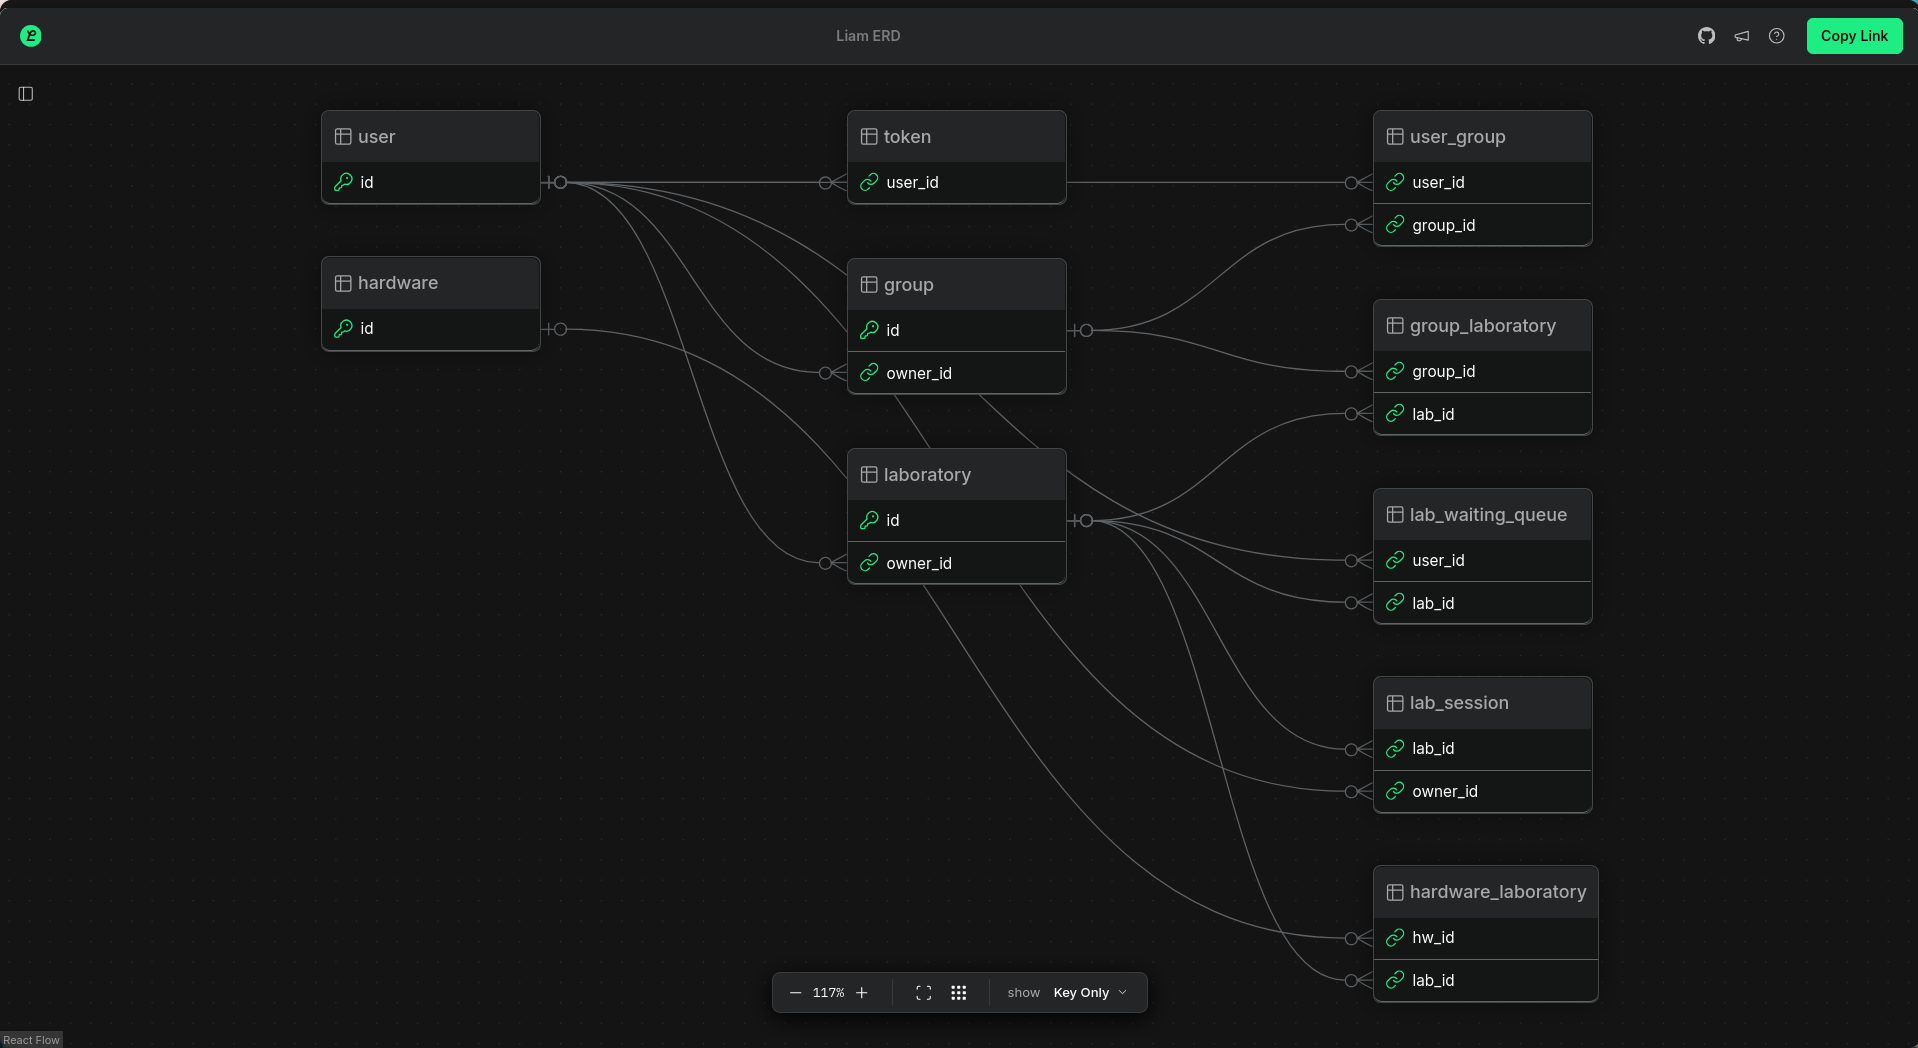 Liam ERD
Copy Link
user
id
hardware
id
token
user_id
group
id
owner_id
laboratory
id
owner_id
user_group
user_id
group_id
group_laboratory
group_id
lab_id
lab_waiting_queue
user_id
lab_id
lab_session
lab_id
owner_id
hardware_laboratory
hw_id
lab_id
117%
show Key Only
React Flow